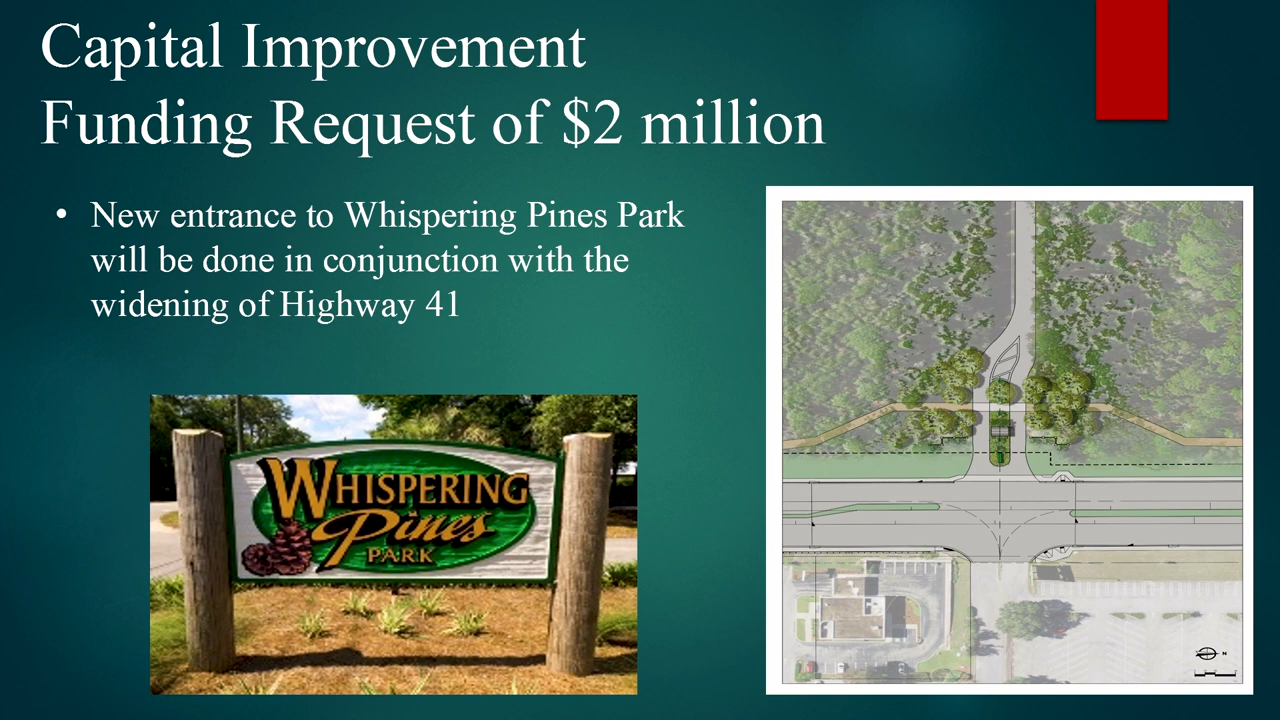 Capital Improvement
Funding Request of $2 million
• New entrance to Whispering Pines Park
will be done in conjunction with the
widening of Highway 41
WHISPERING
Pines
PARK
N